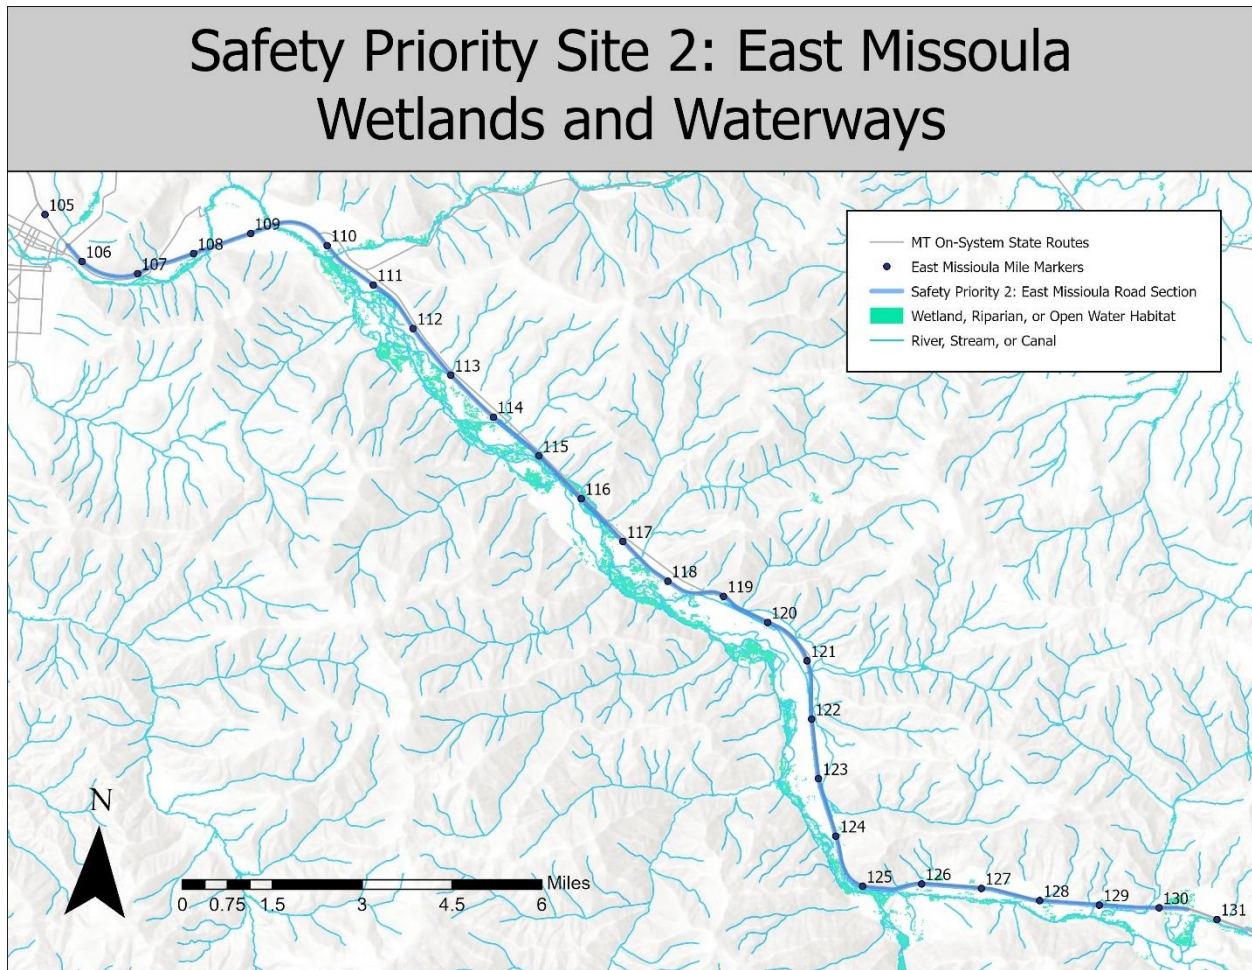 Safety Priority Site 2: East Missoula
Wetlands and Waterways
105
106
107
108
109
110
111
112
113
114
115
116
117
118
119
120
121
122
123
124
125
126
127
128
129
130
131
MT On-System State Routes
East Missioula Mile Markers
Safety Priority 2: East Missioula Road Section
Wetland, Riparian, or Open Water Habitat
River, Stream, or Canal
N
Miles
0 0.75 1.5 3 4.5 6